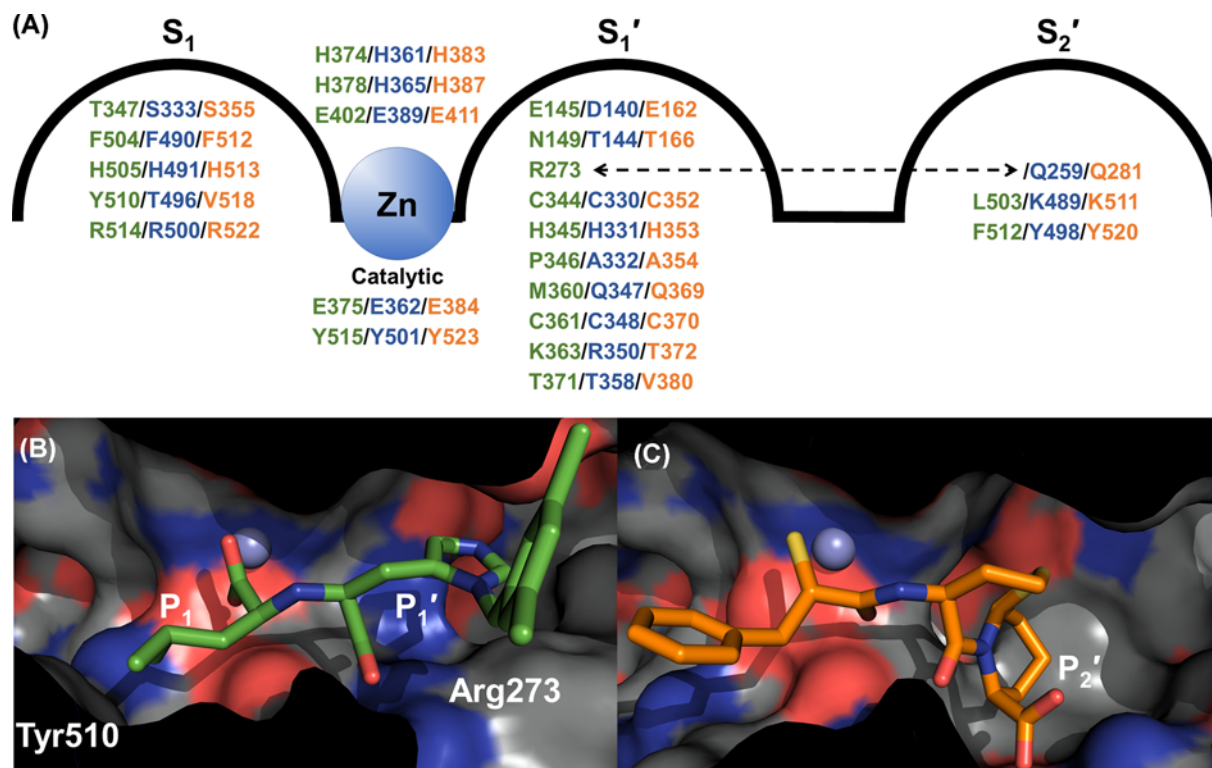 (A)
S₁
S₁′
S₂′
H374/H361/H383
H378/H365/H387
E402/E389/E411
T347/S333/S355
F504/F490/F512
H505/H491/H513
Y510/T496/V518
R514/R500/R522
Zn
Catalytic
E375/E362/E384
Y515/Y501/Y523
E145/D140/E162
N149/T144/T166
R273
C344/C330/C352
H345/H331/H353
P346/A332/A354
M360/Q347/Q369
C361/C348/C370
K363/R350/T372
T371/T358/V380
/Q259/Q281
L503/K489/K511
F512/Y498/Y520
(B)
P₁
P₁′
Arg273
Tyr510
(C)
P₂′